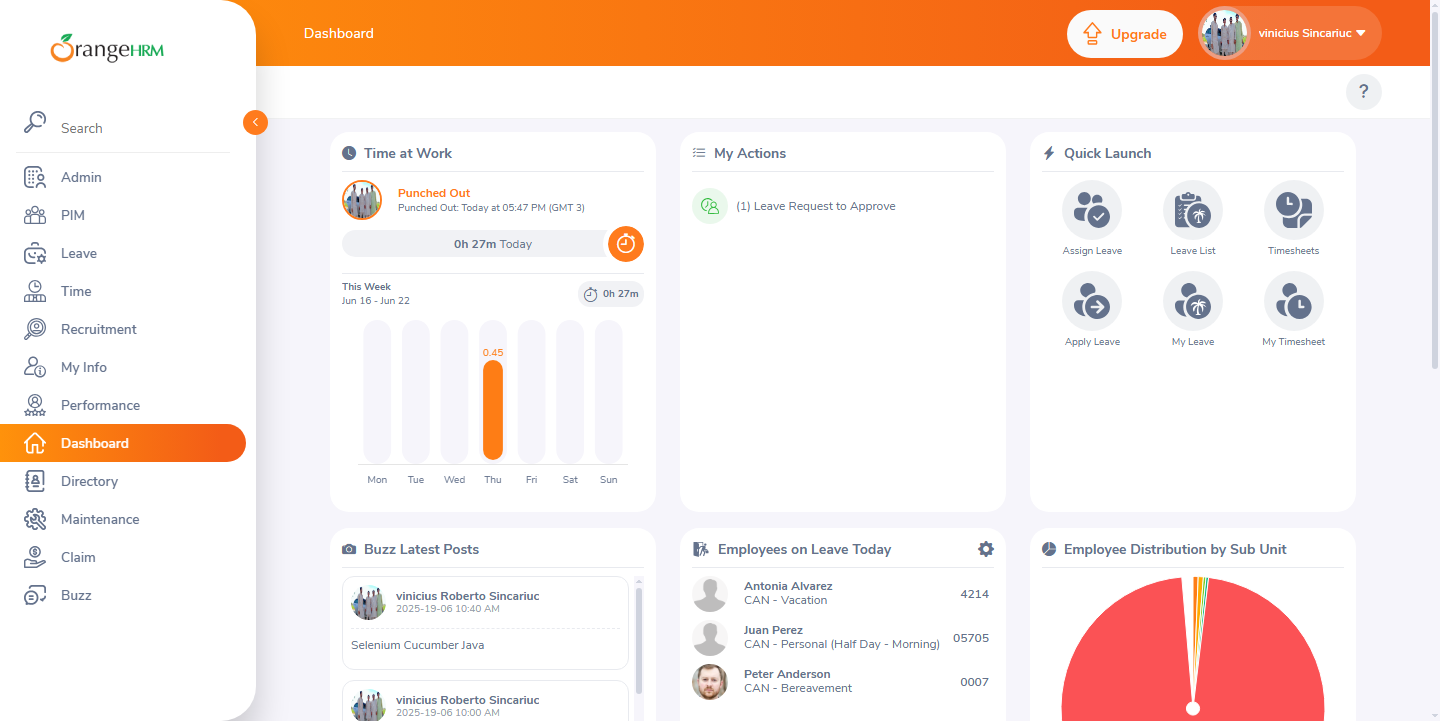 OrangeHRM
Dashboard
Upgrade
vinicius Sincariuc
?
Search
Admin
PIM
Leave
Time
Recruitment
My Info
Performance
Dashboard
Directory
Maintenance
Claim
Buzz
Time at Work
Punched Out
Punched Out: Today at 05:47 PM (GMT 3)
0h 27m Today
This Week
Jun 16 - Jun 22
0h 27m
0.45
Mon Tue Wed Thu Fri Sat Sun
My Actions
(1) Leave Request to Approve
Quick Launch
Assign Leave Leave List Timesheets
Apply Leave My Leave My Timesheet
Buzz Latest Posts
vinicius Roberto Sincariuc
2025-19-06 10:40 AM
Selenium Cucumber Java
vinicius Roberto Sincariuc
2025-19-06 10:00 AM
Employees on Leave Today
Antonia Alvarez
CAN - Vacation 4214
Juan Perez
CAN - Personal (Half Day - Morning) 05705
Peter Anderson
CAN - Bereavement 0007
Employee Distribution by Sub Unit